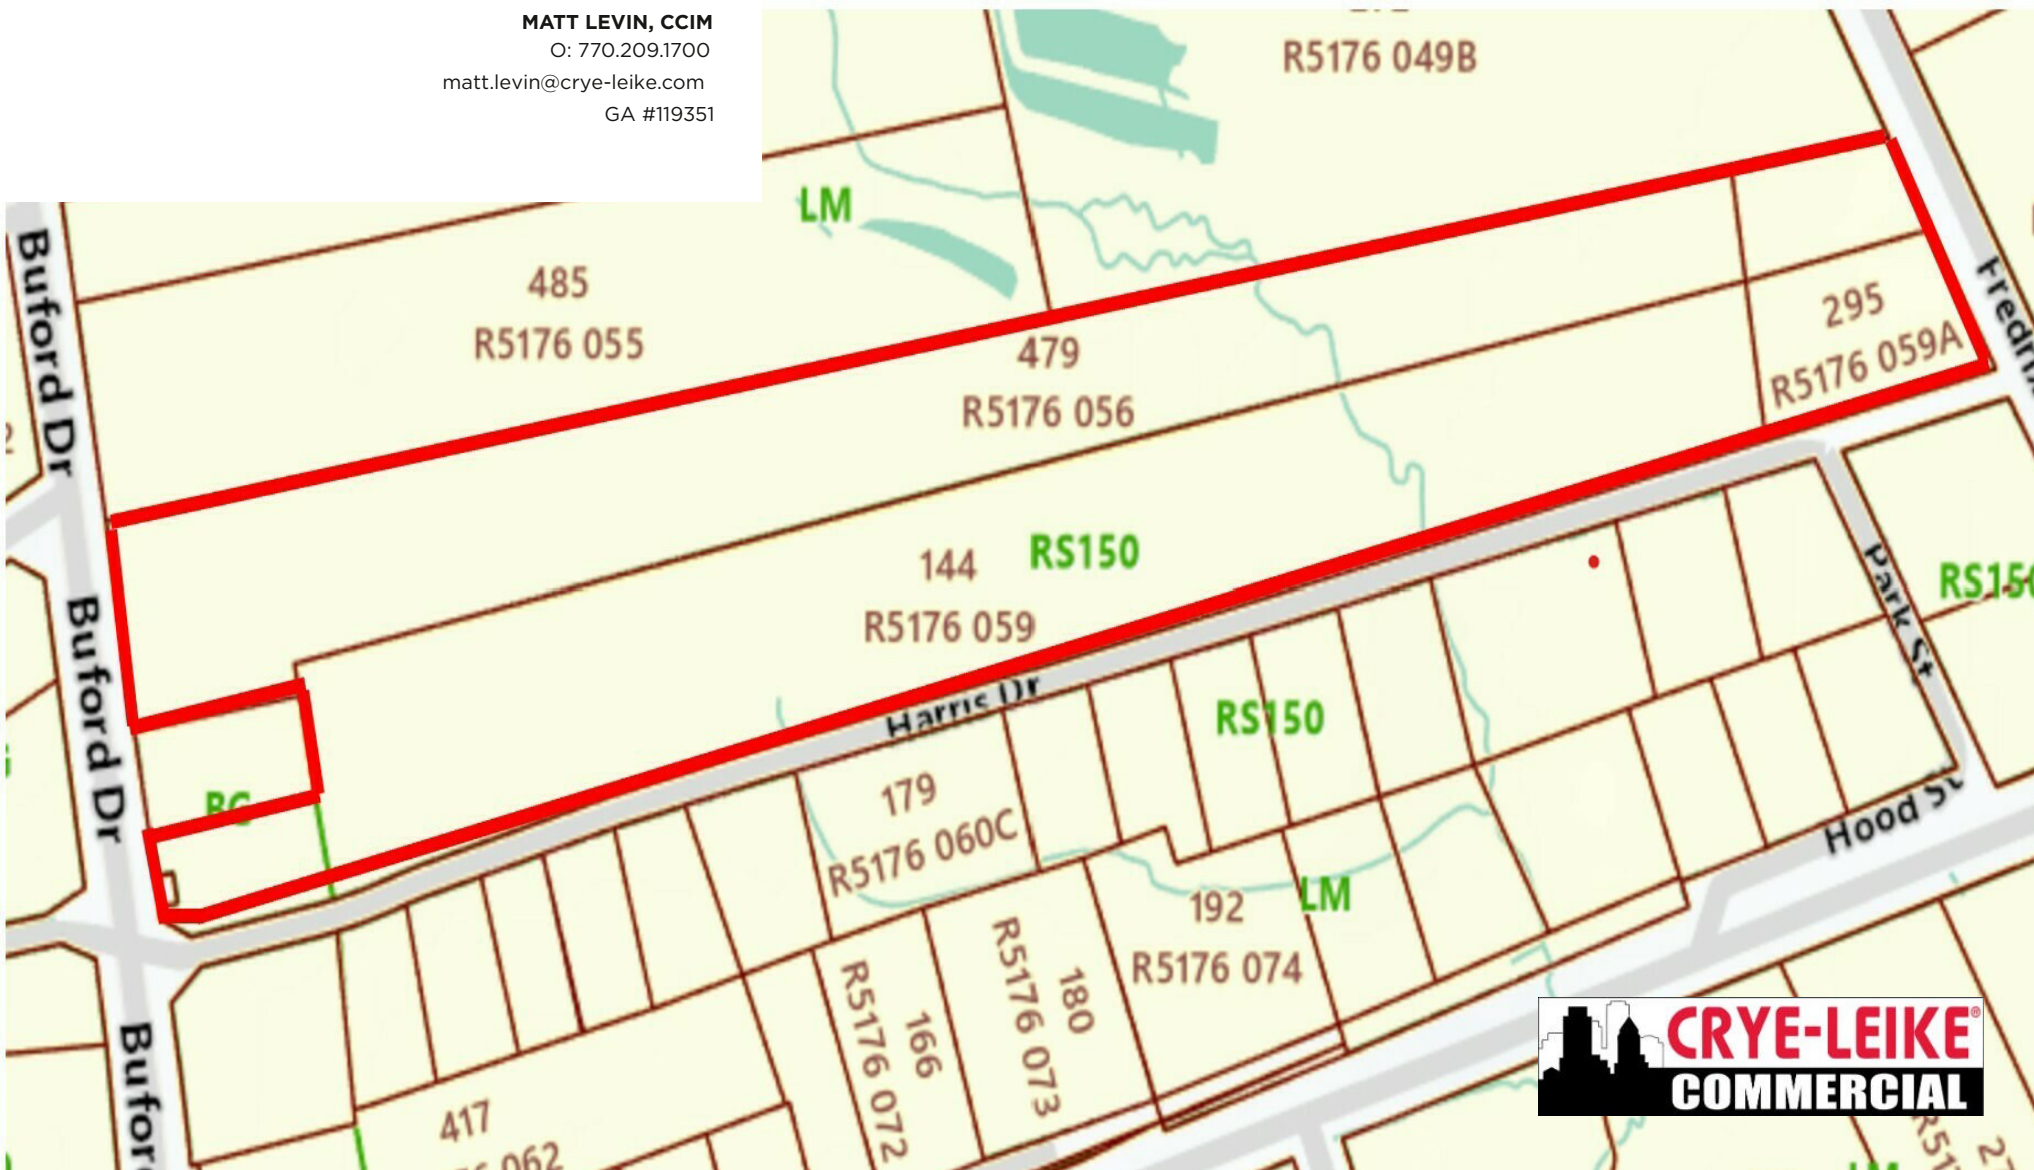 MATT LEVIN, CCIM
O: 770.209.1700
matt.levin@crye-leike.com
GA #119351
R5176 049B
LM
Buford Dr
485
R5176 055
479
R5176 056
295
R5176 059A
144
RS150
R5176 059
RS150
Park St
Buford Dr
Harris Dr
RS150
179
R5176 060C
Hood St
192
LM
R5176 074
R5176 073
180
R5176 072
166
417
062
CRYE-LEIKE®
COMMERCIAL